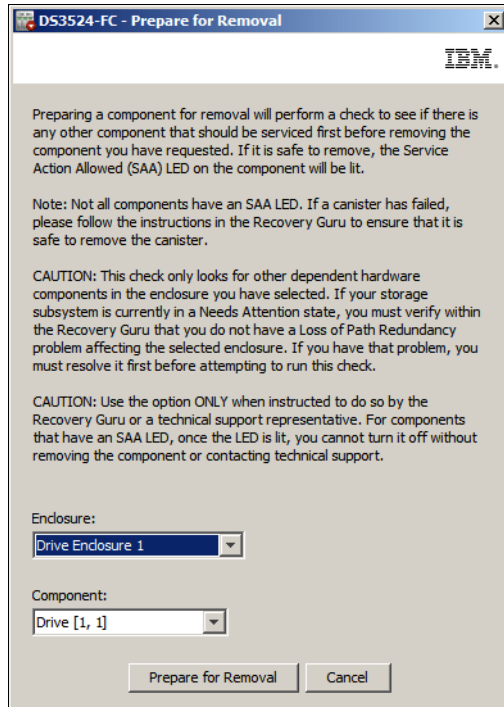 DS3524-FC - Prepare for Removal
IBM.
Preparing a component for removal will perform a check to see if there is
any other component that should be serviced first before removing the
component you have requested. If it is safe to remove, the Service
Action Allowed (SAA) LED on the component will be lit.
Note: Not all components have an SAA LED. If a canister has failed,
please follow the instructions in the Recovery Guru to ensure that it is
safe to remove the canister.
CAUTION: This check only looks for other dependent hardware
components in the enclosure you have selected. If your storage
subsystem is currently in a Needs Attention state, you must verify within
the Recovery Guru that you do not have a Loss of Path Redundancy
problem affecting the selected enclosure. If you have that problem, you
must resolve it first before attempting to run this check.
CAUTION: Use the option ONLY when instructed to do so by the
Recovery Guru or a technical support representative. For components
that have an SAA LED, once the LED is lit, you cannot turn it off without
removing the component or contacting technical support.
Enclosure:
Drive Enclosure 1
Component:
Drive [1, 1]
Prepare for Removal Cancel